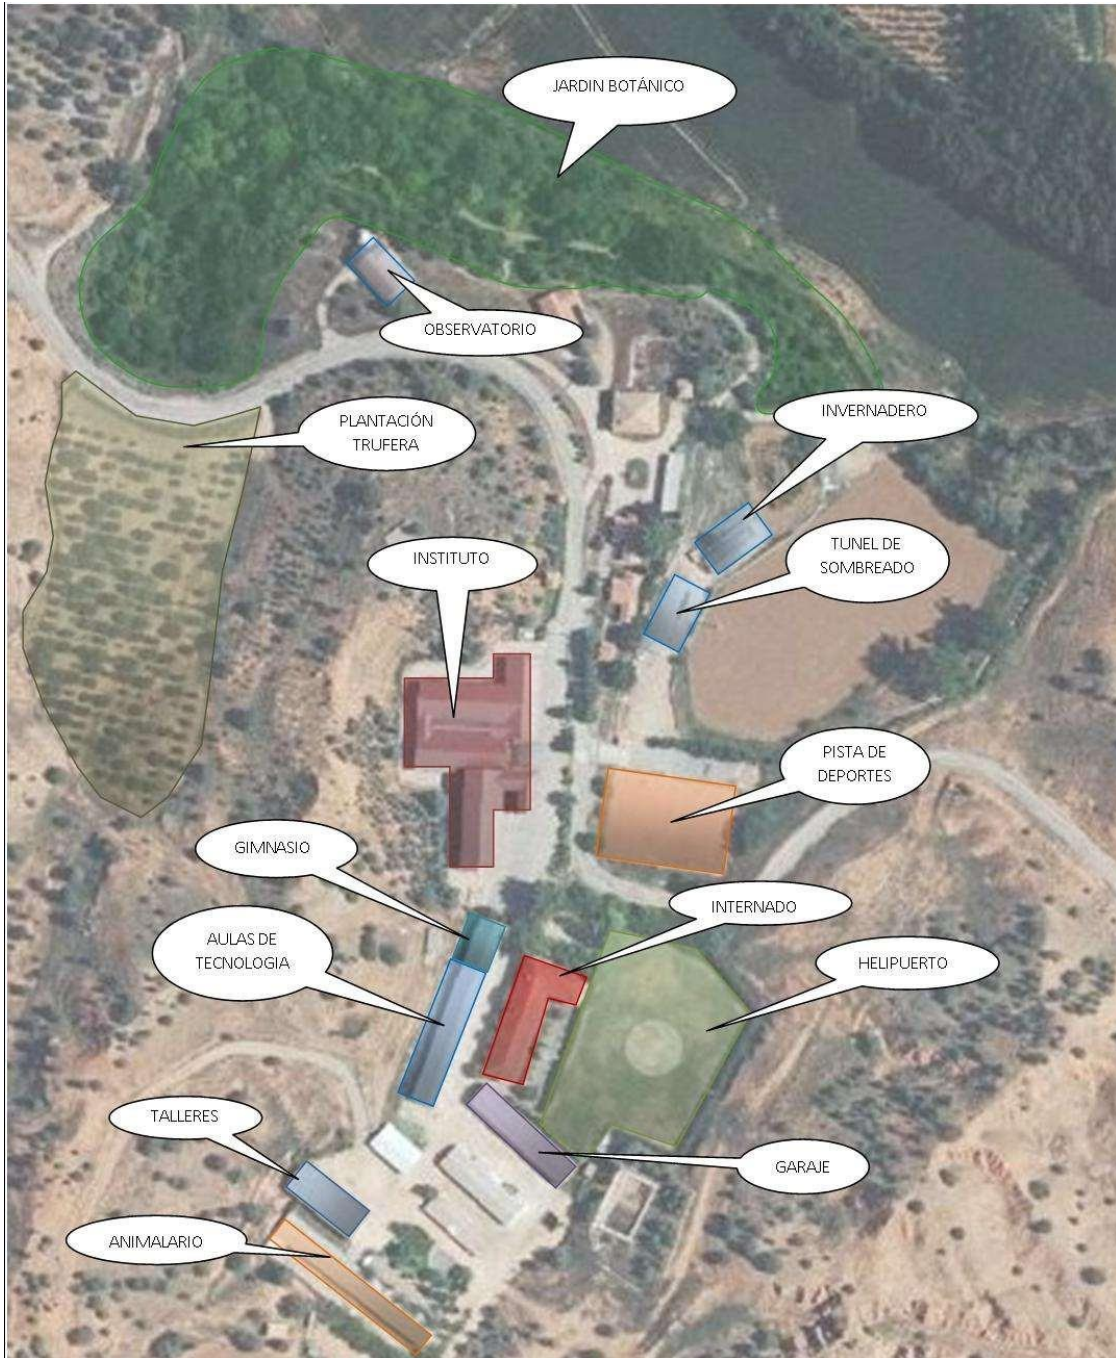 JARDIN BOTÁNICO
OBSERVATORIO
INVERNADERO
PLANTACIÓN
TRUFERA
TUNEL DE
SOMBREADO
INSTITUTO
PISTA DE
DEPORTES
GIMNASIO
INTERNADO
AULAS DE
TECNOLOGIA
HELIPUERTO
TALLERES
GARAJE
ANIMALARIO